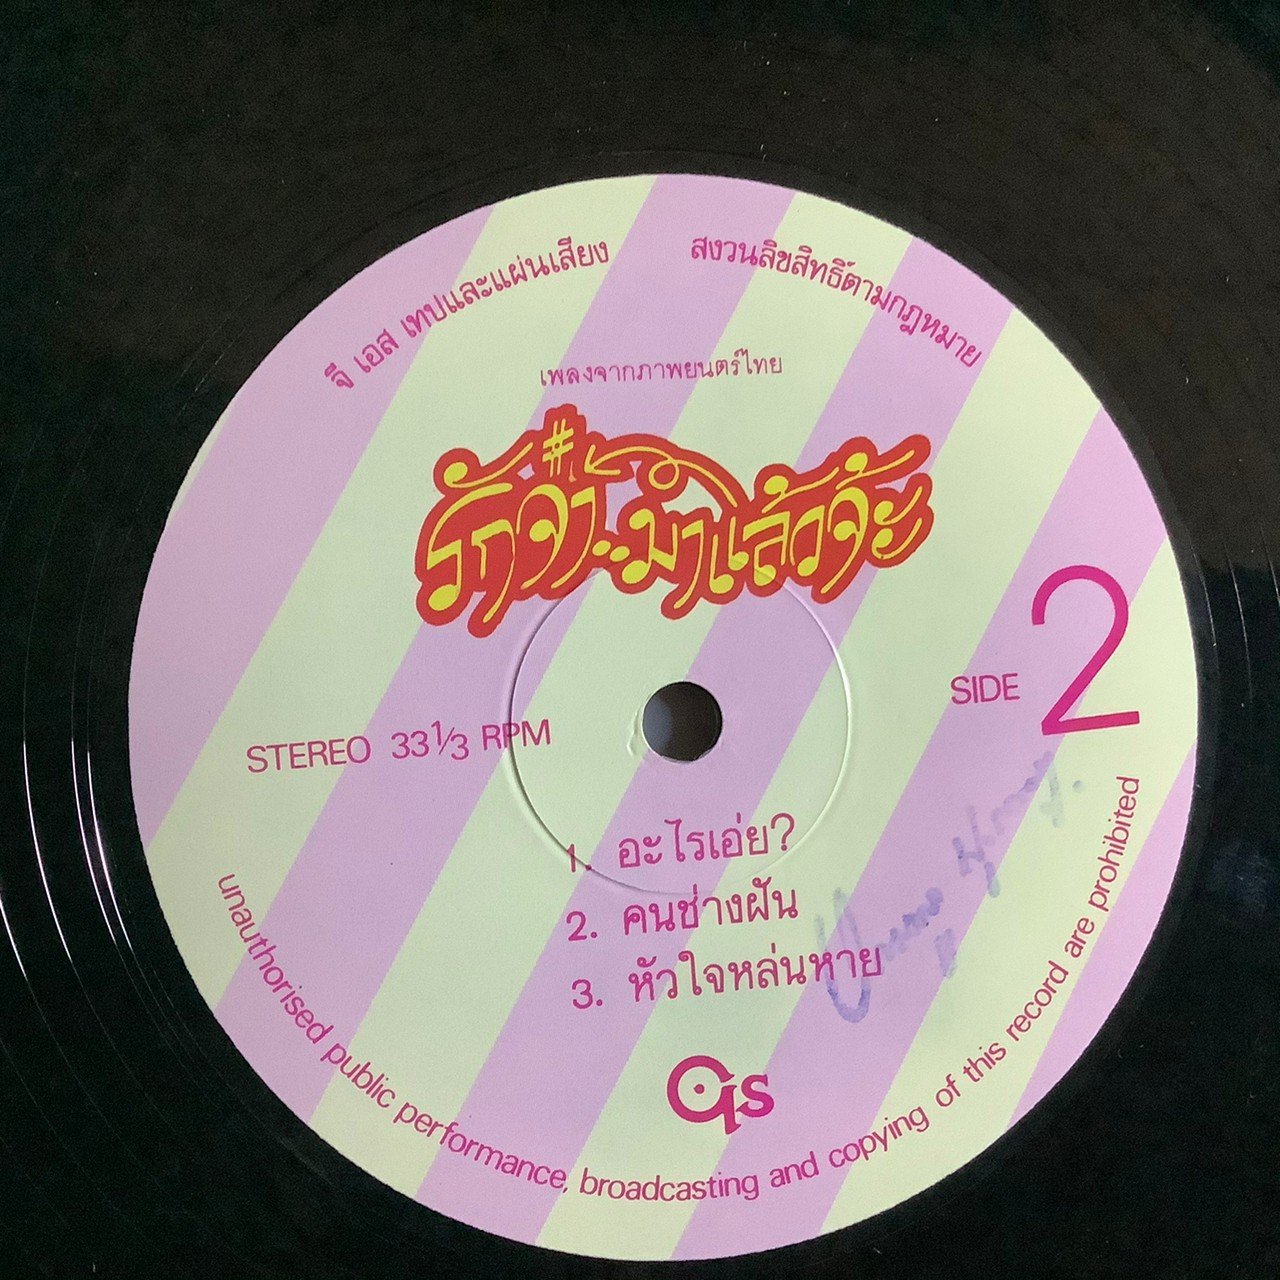 จี เอส เทปและแผ่นเสียง
สงวนลิขสิทธิ์ตามกฎหมาย
เพลงจากภาพยนตร์ไทย
รักจ๋า..มาแล้วจ้ะ
SIDE 2
STEREO 33⅓ RPM
1. อะไรเอ่ย?
2. คนช่างฝัน
3. หัวใจหล่นหาย
GS
unauthorised public performance, broadcasting and copying of this record are prohibited